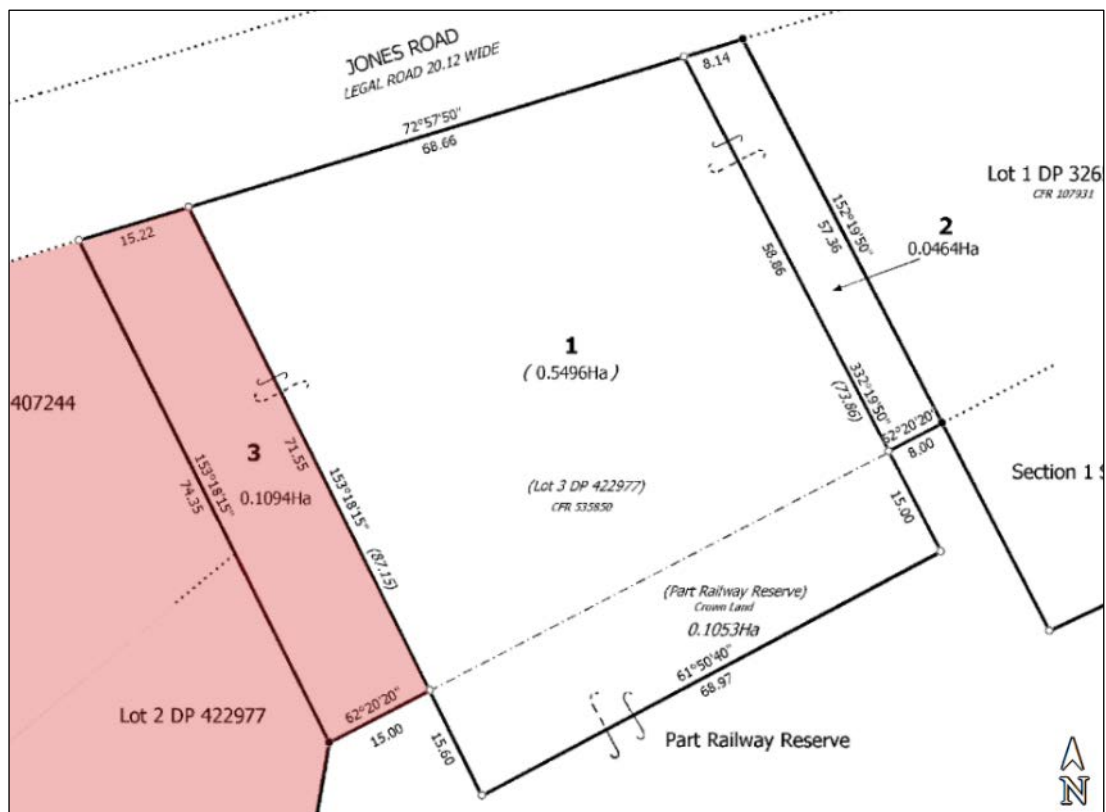 JONES ROAD
LEGAL ROAD 20.12 WIDE
8.14
72°57'50"
68.66
Lot 1 DP 326
CFR 107931
15.22
152°19'50"
57.36
2
0.0464Ha
58.86
1
( 0.5496Ha )
407244
332°19'50"
(73.86)
62°20'20"
8.00
3
0.1094Ha
71.55
153°18'15"
(87.15)
153°18'15"
74.35
(Lot 3 DP 422977)
CFR 535850
Section 1 S
15.00
(Part Railway Reserve)
Crown Land
0.1053Ha
61°50'40"
68.97
Lot 2 DP 422977
62°20'20"
15.00
15.60
Part Railway Reserve
N